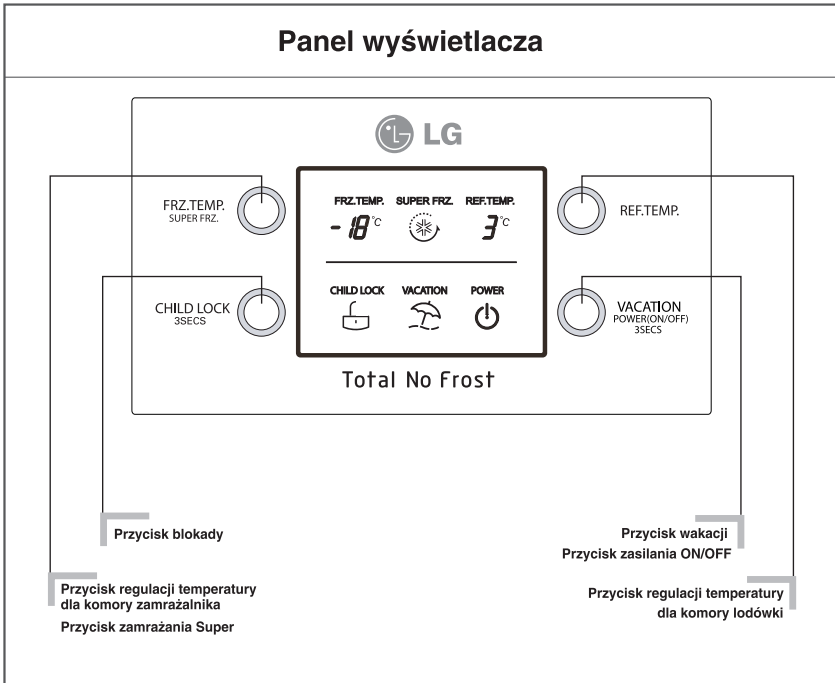 Panel wyświetlacza
LG
FRZ.TEMP.
SUPER FRZ.
FRZ.TEMP. SUPER FRZ. REF.TEMP.
-18°C 3°C
REF.TEMP.
CHILD LOCK
3SECS
CHILD LOCK VACATION POWER
VACATION
POWER(ON/OFF)
3SECS
Total No Frost
Przycisk blokady
Przycisk wakacji
Przycisk zasilania ON/OFF
Przycisk regulacji temperatury
dla komory zamrażalnika
Przycisk zamrażania Super
Przycisk regulacji temperatury
dla komory lodówki